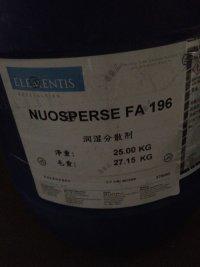 ELEMENTIS
SPECIALTIES
NUOSPERSE FA 196
润湿分散剂
净重: 25.00 KG
毛重: 27.15 KG